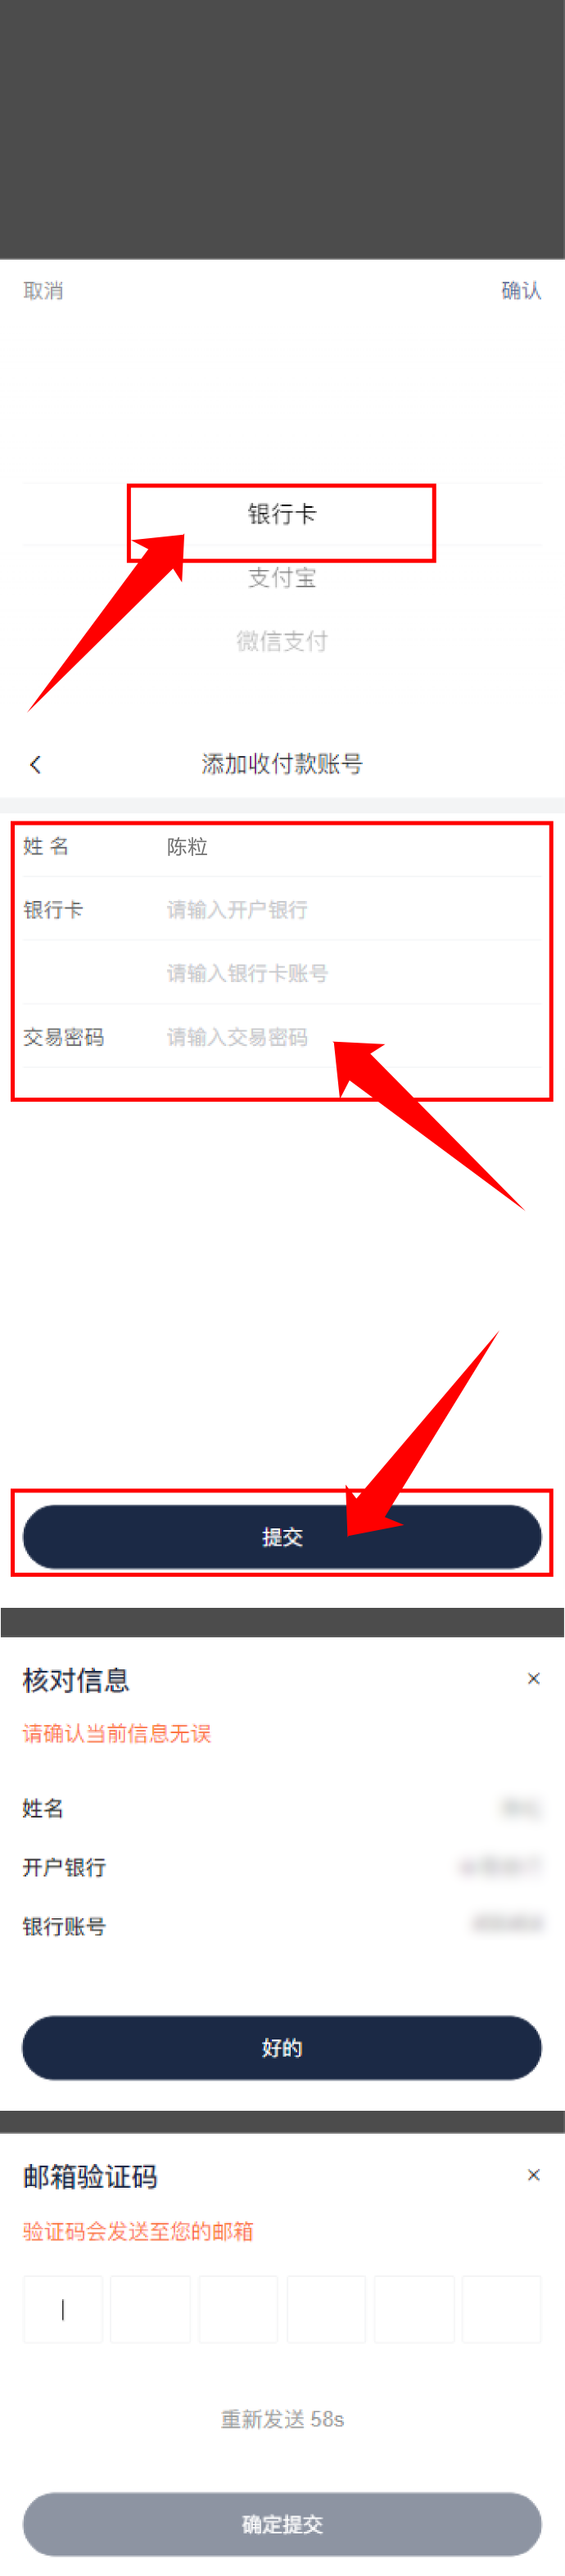 取消 确认
银行卡
支付宝
微信支付
添加收付款账号
姓 名 陈粒
银行卡 请输入开户银行
请输入银行卡账号
交易密码 请输入交易密码
提交
核对信息
请确认当前信息无误
姓名
开户银行
银行账号
好的
邮箱验证码
验证码会发送至您的邮箱
重新发送 58s
确定提交